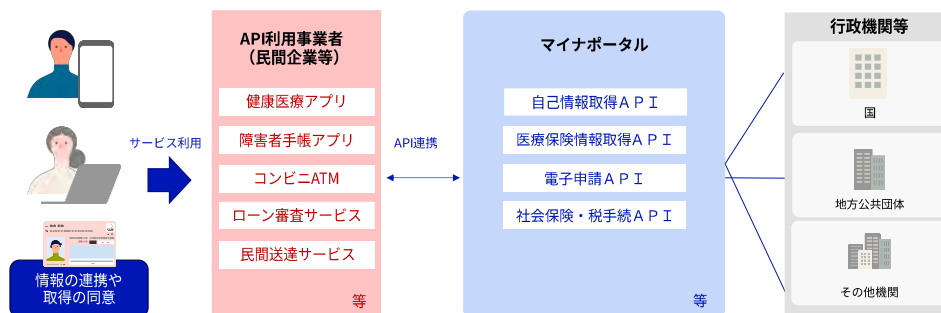 サービス利用
情報の連携や
取得の同意
API利用事業者
（民間企業等）
健康医療アプリ
障害者手帳アプリ
コンビニATM
ローン審査サービス
民間送達サービス
等
API連携
マイナポータル
自己情報取得ＡＰＩ
医療保険情報取得ＡＰＩ
電子申請ＡＰＩ
社会保険・税手続ＡＰＩ
等
行政機関等
国
地方公共団体
その他機関